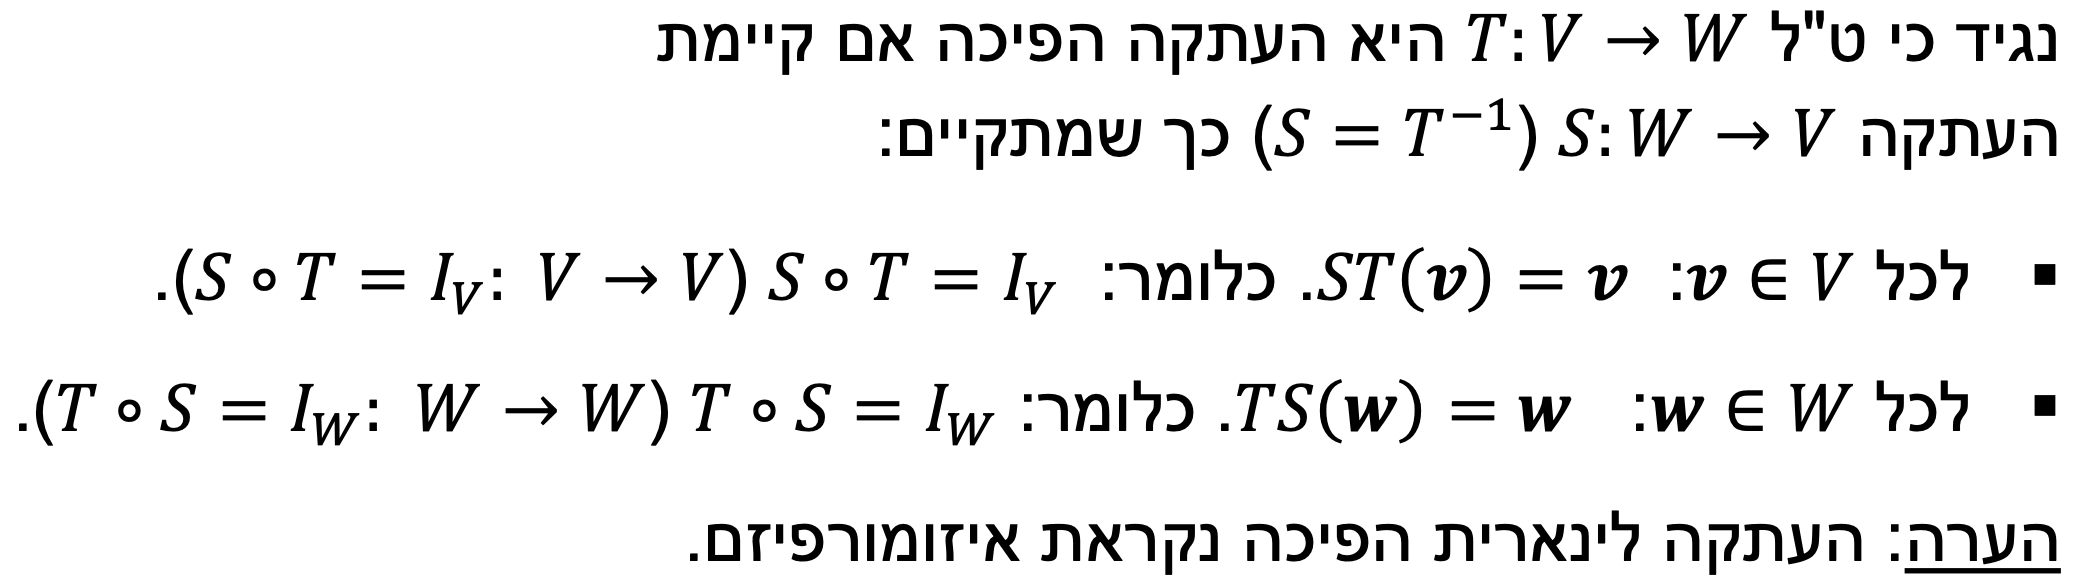 נגיד כי ט"ל T: V → W היא העתקה הפיכה אם קיימת
העתקה S: W → V (S = T⁻¹) כך שמתקיים:
▪ לכל 𝒗 ∈ V: ST(𝒗) = 𝒗. כלומר: S ∘ T = I_V (S ∘ T = I_V: V → V).
▪ לכל 𝒘 ∈ W: TS(𝒘) = 𝒘. כלומר: T ∘ S = I_W (T ∘ S = I_W: W → W).
הערה: העתקה לינארית הפיכה נקראת איזומורפיזם.